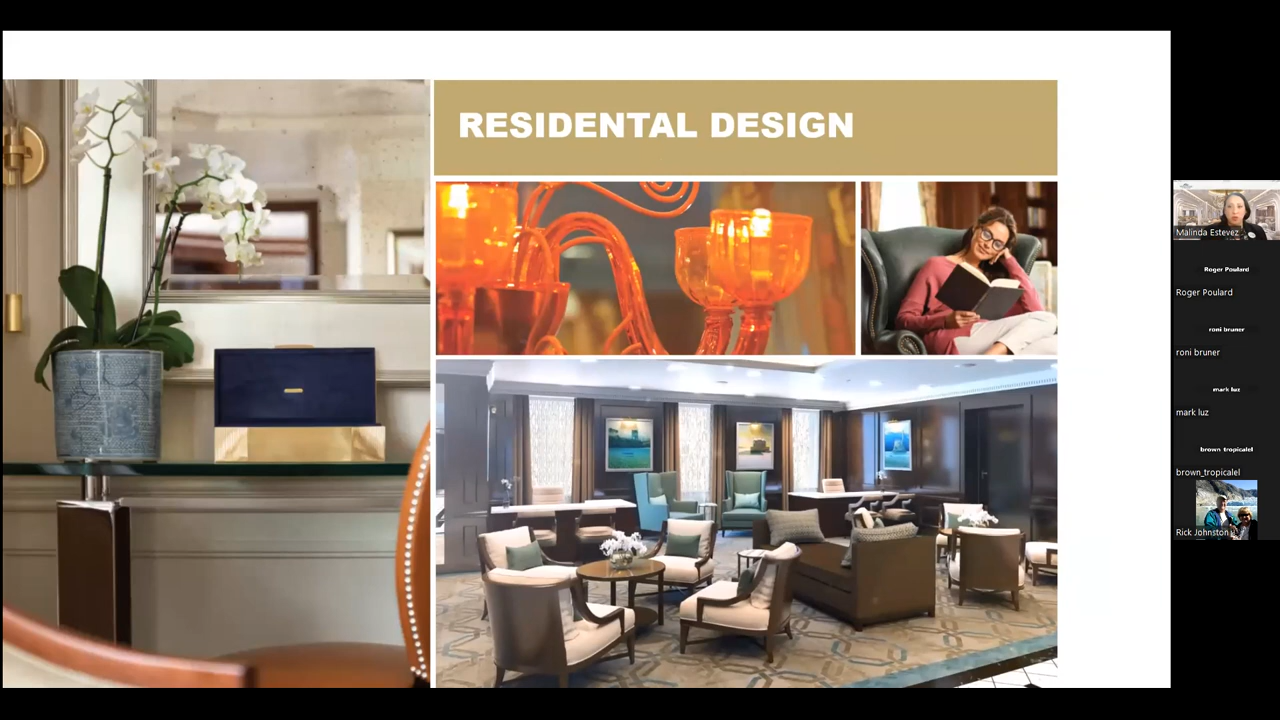 RESIDENTAL DESIGN
Malinda Estevez
Roger Poulard
Roger Poulard
roni bruner
roni bruner
mark luz
mark luz
brown_tropicalel
brown_tropicalel
Rick Johnston